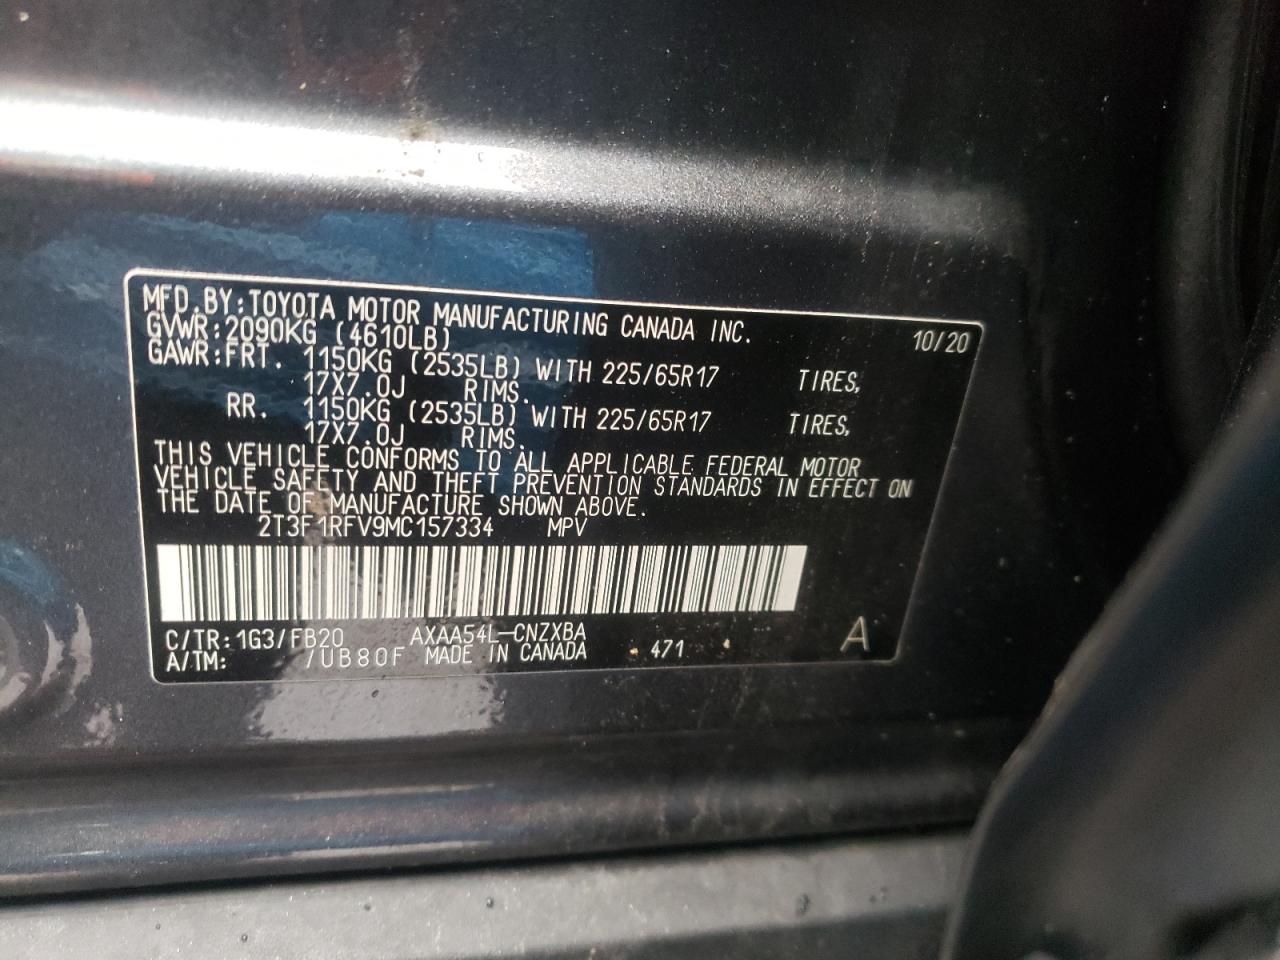 MFD.BY:TOYOTA MOTOR MANUFACTURING CANADA INC. 10/20
GVWR:2090KG (4610LB)
GAWR:FRT. 1150KG (2535LB) WITH 225/65R17 TIRES,
17X7.0J RIMS.
RR. 1150KG (2535LB) WITH 225/65R17 TIRES,
17X7.0J RIMS.
THIS VEHICLE CONFORMS TO ALL APPLICABLE FEDERAL MOTOR
VEHICLE SAFETY AND THEFT PREVENTION STANDARDS IN EFFECT ON
THE DATE OF MANUFACTURE SHOWN ABOVE.
2T3F1RFV9MC157334 MPV
C/TR:1G3/FB20 AXAA54L-CNZXBA 471 A
A/TM: /UB80F MADE IN CANADA